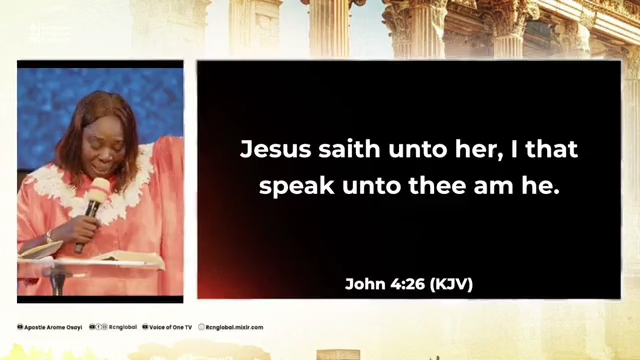 Jesus saith unto her, I that
speak unto thee am he.
John 4:26 (KJV)
Apostle Arome Osayi Rcnglobal Voice of One TV Rcnglobal.mixlr.com